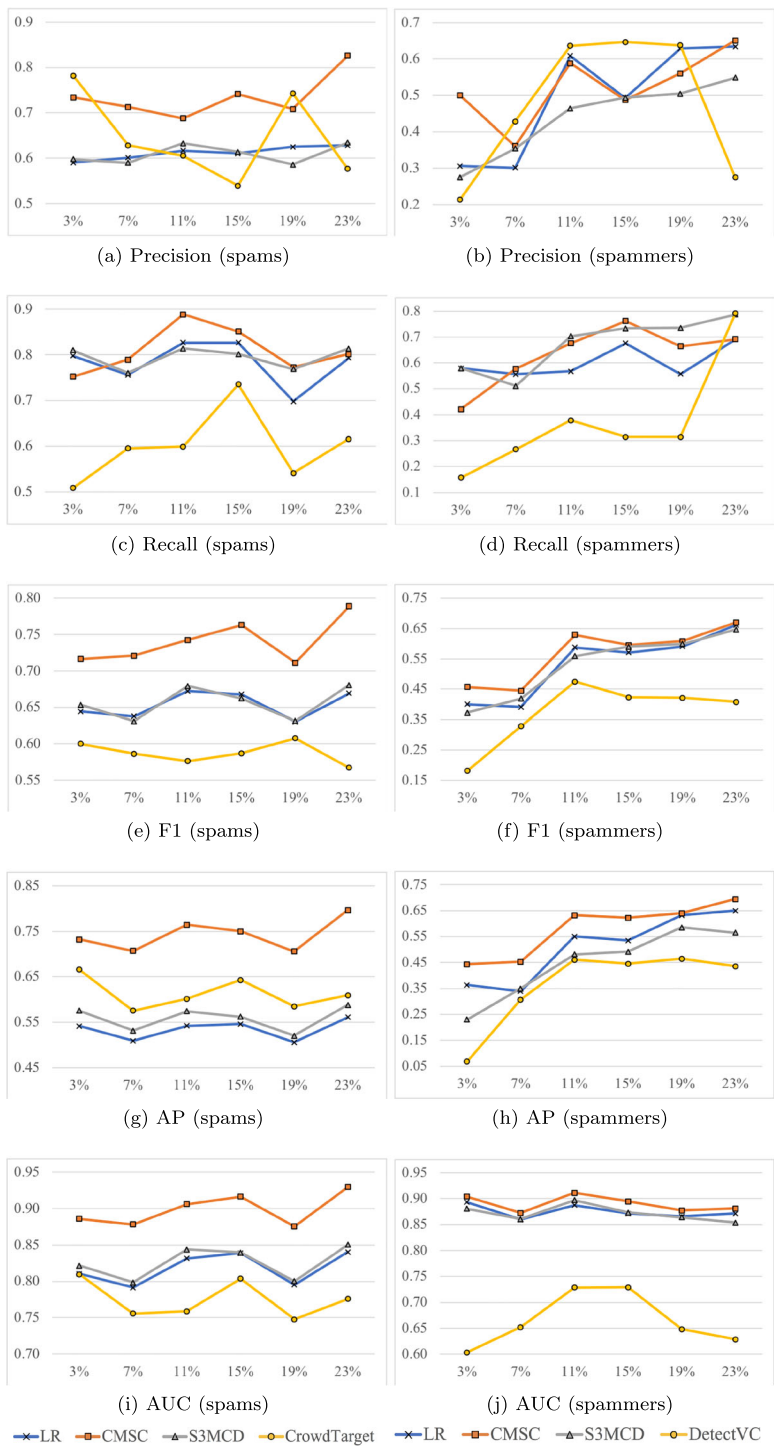 0.9
0.8
0.7
0.6
0.5
3% 7% 11% 15% 19% 23%
(a) Precision (spams)
0.7
0.6
0.5
0.4
0.3
0.2
3% 7% 11% 15% 19% 23%
(b) Precision (spammers)
0.9
0.8
0.7
0.6
0.5
3% 7% 11% 15% 19% 23%
(c) Recall (spams)
0.8
0.7
0.6
0.5
0.4
0.3
0.2
0.1
3% 7% 11% 15% 19% 23%
(d) Recall (spammers)
0.80
0.75
0.70
0.65
0.60
0.55
3% 7% 11% 15% 19% 23%
(e) F1 (spams)
0.75
0.65
0.55
0.45
0.35
0.25
0.15
3% 7% 11% 15% 19% 23%
(f) F1 (spammers)
0.85
0.75
0.65
0.55
0.45
3% 7% 11% 15% 19% 23%
(g) AP (spams)
0.75
0.65
0.55
0.45
0.35
0.25
0.15
0.05
3% 7% 11% 15% 19% 23%
(h) AP (spammers)
0.95
0.90
0.85
0.80
0.75
0.70
3% 7% 11% 15% 19% 23%
(i) AUC (spams)
0.95
0.90
0.85
0.80
0.75
0.70
0.65
0.60
3% 7% 11% 15% 19% 23%
(j) AUC (spammers)
LR CMSC S3MCD CrowdTarget
LR CMSC S3MCD DetectVC